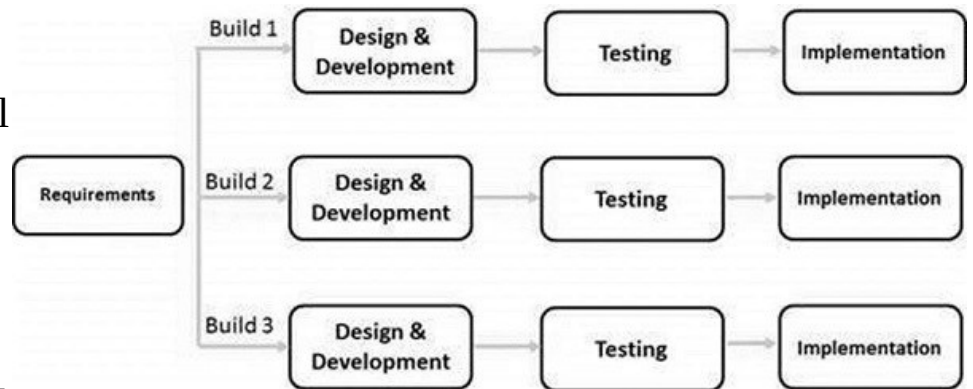 Build 1
Design &
Development
Testing
Implementation
l
Requirements
Build 2
Design &
Development
Testing
Implementation
Build 3
Design &
Development
Testing
Implementation